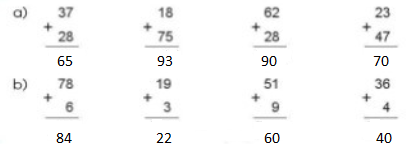 a) 37 18 62 23
+ + + +
28 75 28 47
65 93 90 70
b) 78 19 51 36
+ + + +
6 3 9 4
84 22 60 40